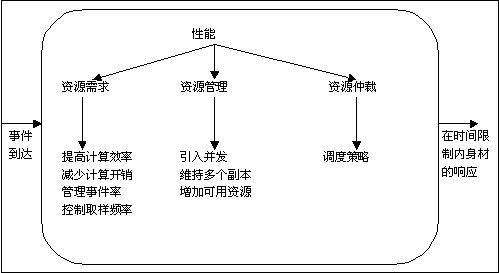 性能
资源需求
资源管理
资源仲裁
事件
到达
提高计算效率
减少计算开销
管理事件率
控制取样频率
引入并发
维持多个副本
增加可用资源
调度策略
在时间限
制内身材
的响应